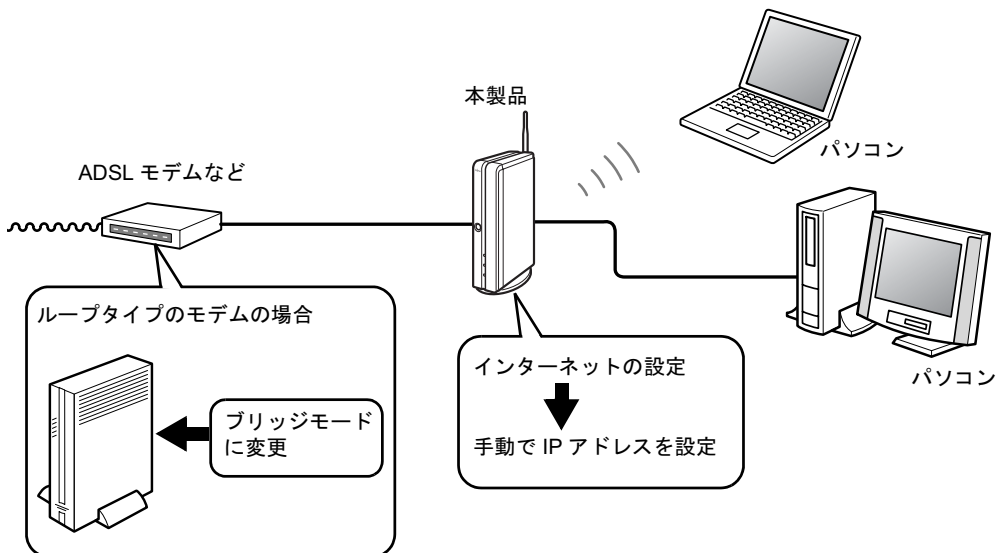 本製品
パソコン
ADSL モデムなど
ループタイプのモデムの場合
ブリッジモード
に変更
インターネットの設定
手動で IP アドレスを設定
パソコン